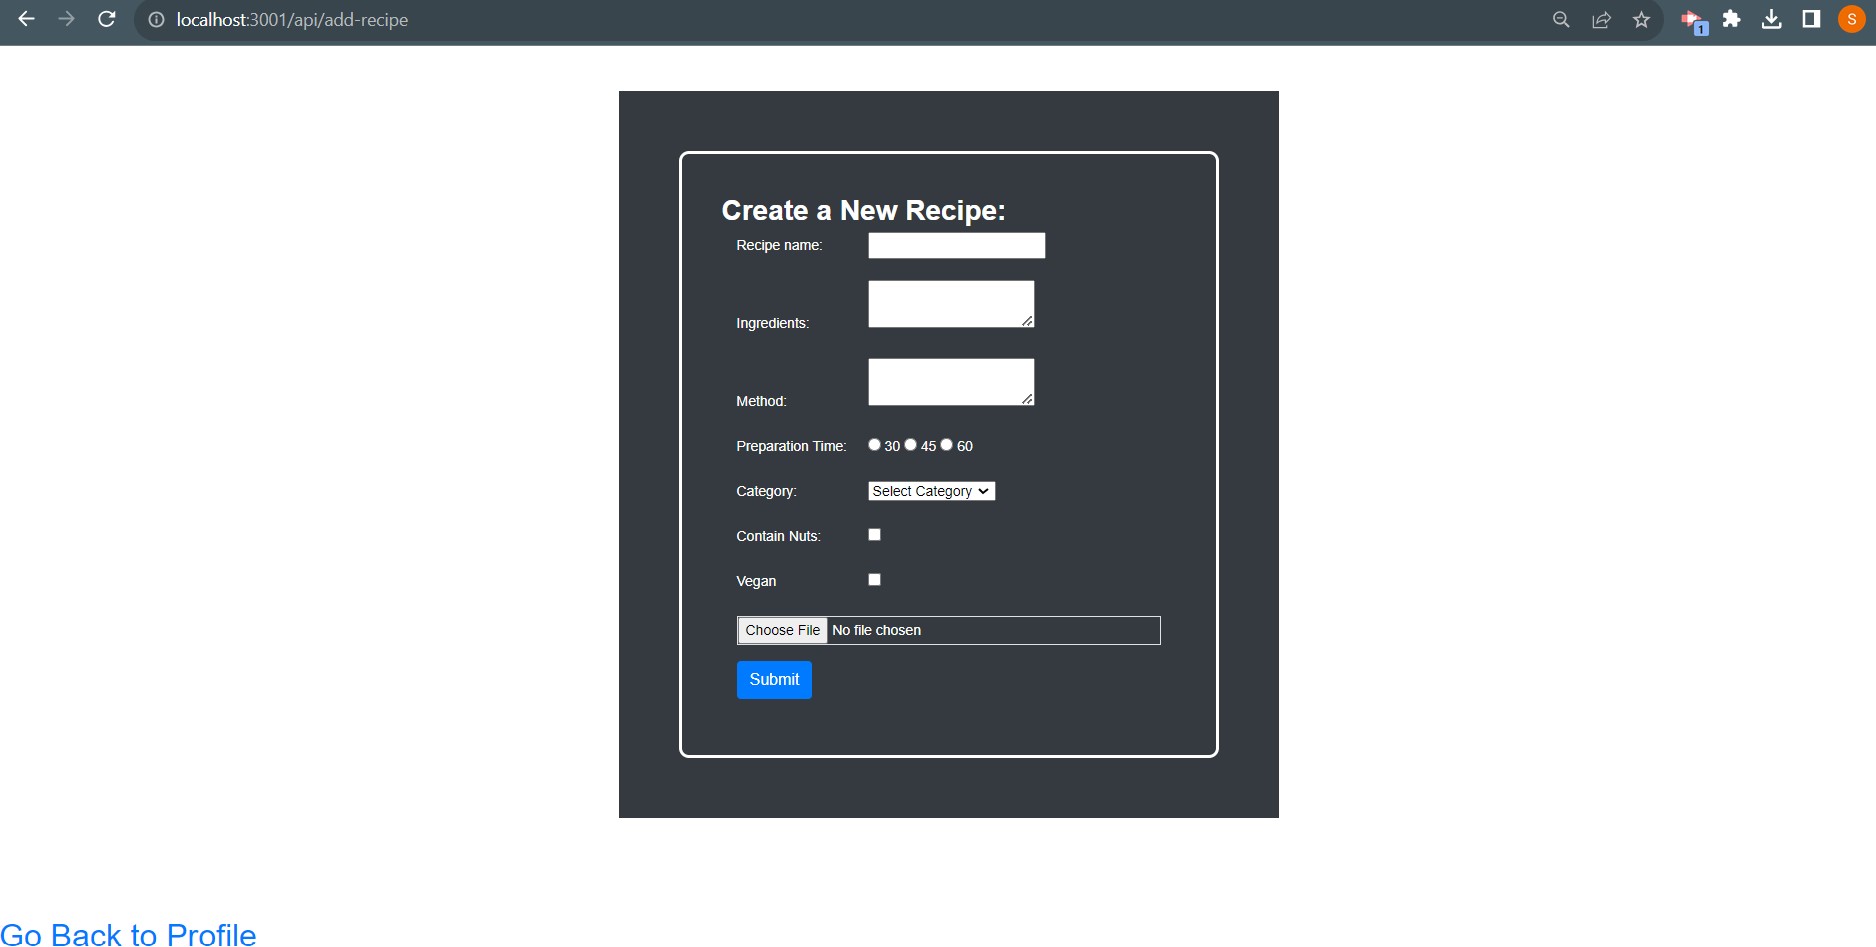 localhost:3001/api/add-recipe
1
S
Create a New Recipe:
Recipe name:
Ingredients:
Method:
Preparation Time: 30 45 60
Category: Select Category
Contain Nuts:
Vegan
Choose File No file chosen
Submit
Go Back to Profile